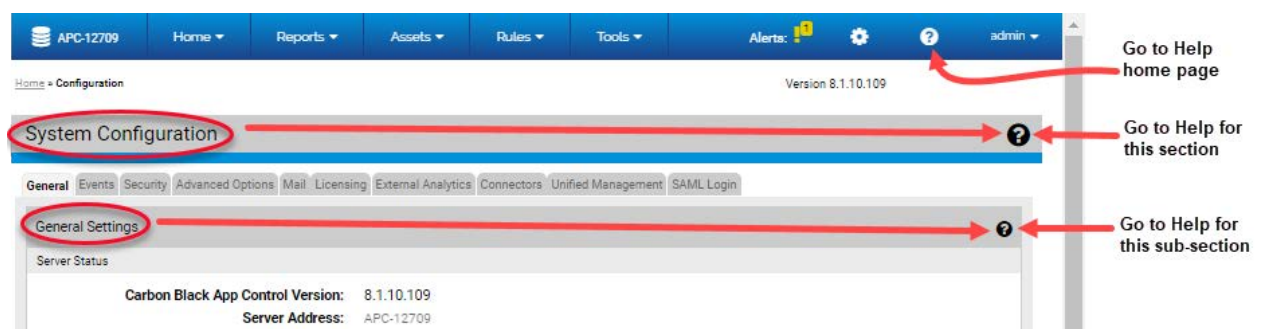 APC-12709 Home Reports Assets Rules Tools Alerts: 1 ? admin
Go to Help
home page
Home » Configuration Version 8.1.10.109
System Configuration ?
Go to Help for
this section
General Events Security Advanced Options Mail Licensing External Analytics Connectors Unified Management SAML Login
General Settings ?
Go to Help for
this sub-section
Server Status
Carbon Black App Control Version: 8.1.10.109
Server Address: APC-12709